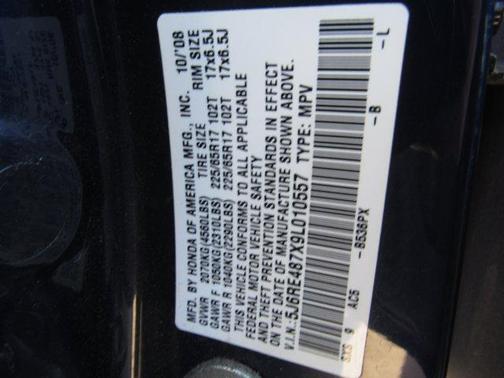 MFD. BY HONDA OF AMERICA MFG., INC. 10/'08
GVWR 2070KG(4560LBS) TIRE SIZE RIM SIZE
GAWR F 1050KG(2310LBS) 225/65R17 102T 17x6.5J
GAWR R 1040KG(2290LBS) 225/65R17 102T 17x6.5J
THIS VEHICLE CONFORMS TO ALL APPLICABLE
FEDERAL MOTOR VEHICLE SAFETY
AND THEFT PREVENTION STANDARDS IN EFFECT
ON THE DATE OF MANUFACTURE SHOWN ABOVE.
V.I.N.: 5J6RE487X9L010557 TYPE: MPV
SXS 9 AC5 -B536PX -B -L